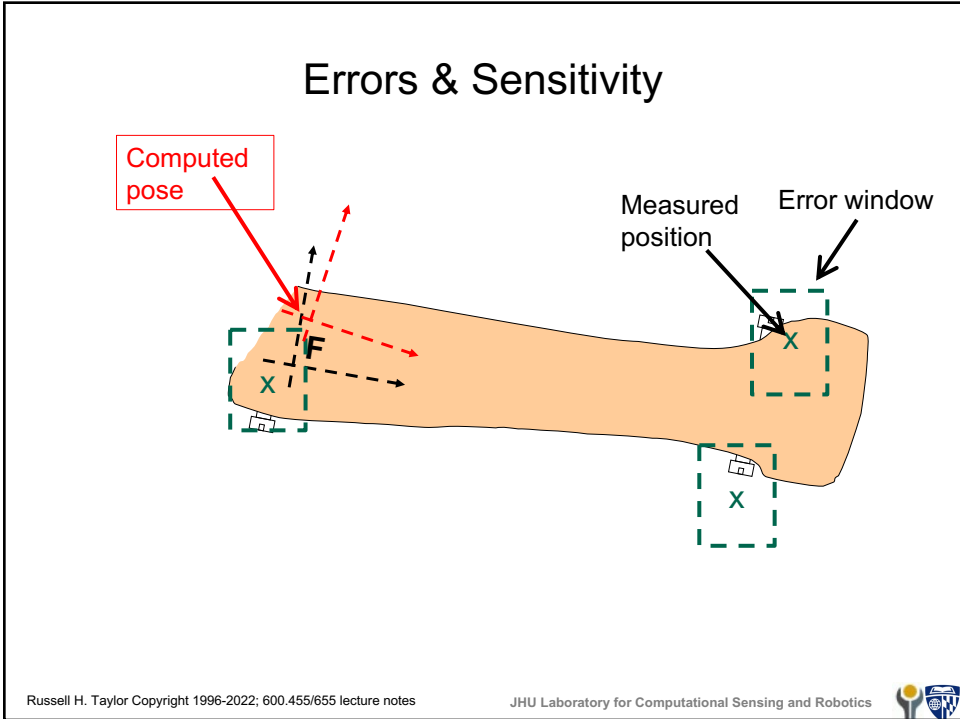 Errors & Sensitivity
Computed
pose
Measured
position
Error window
F
x
x
x
Russell H. Taylor Copyright 1996-2022; 600.455/655 lecture notes
JHU Laboratory for Computational Sensing and Robotics